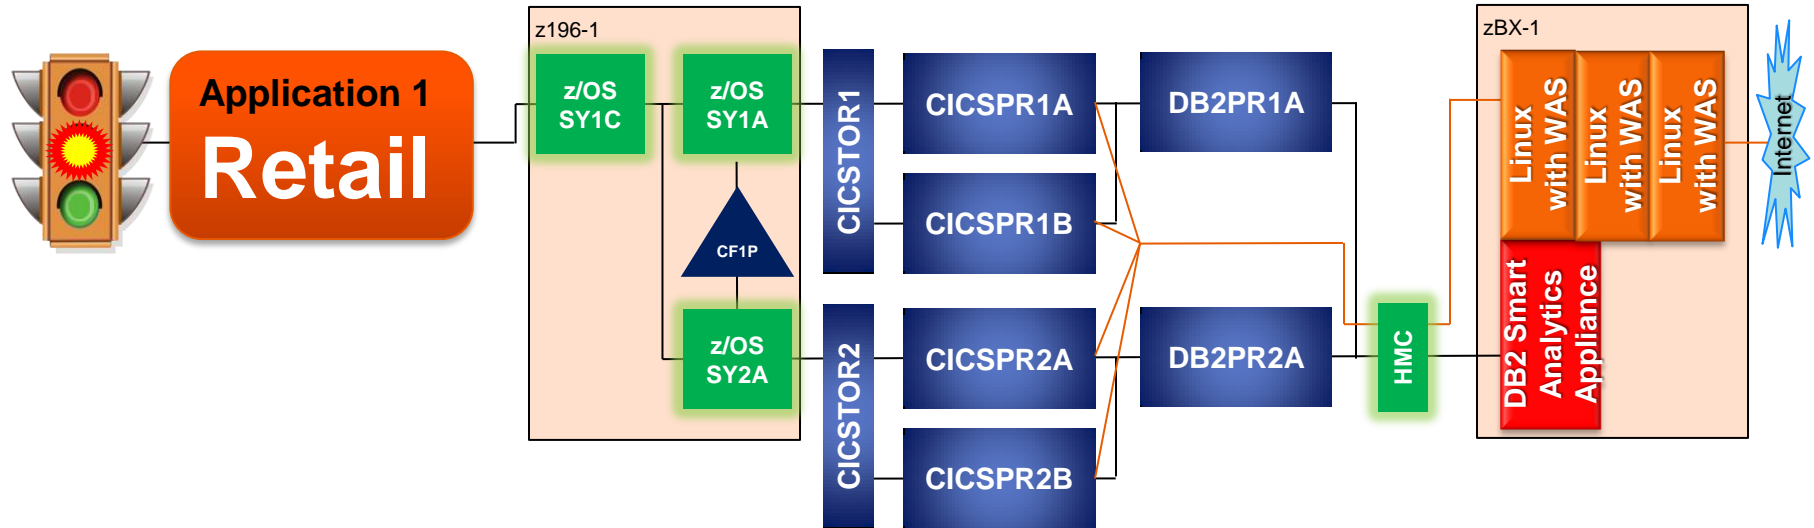 Application 1
Retail
z196-1
z/OS
SY1C
z/OS
SY1A
CF1P
z/OS
SY2A
CICSTOR1
CICSTOR2
CICSPR1A
CICSPR1B
CICSPR2A
CICSPR2B
DB2PR1A
DB2PR2A
HMC
zBX-1
Linux
with WAS
Linux
with WAS
Linux
with WAS
DB2 Smart
Analytics
Appliance
Internet